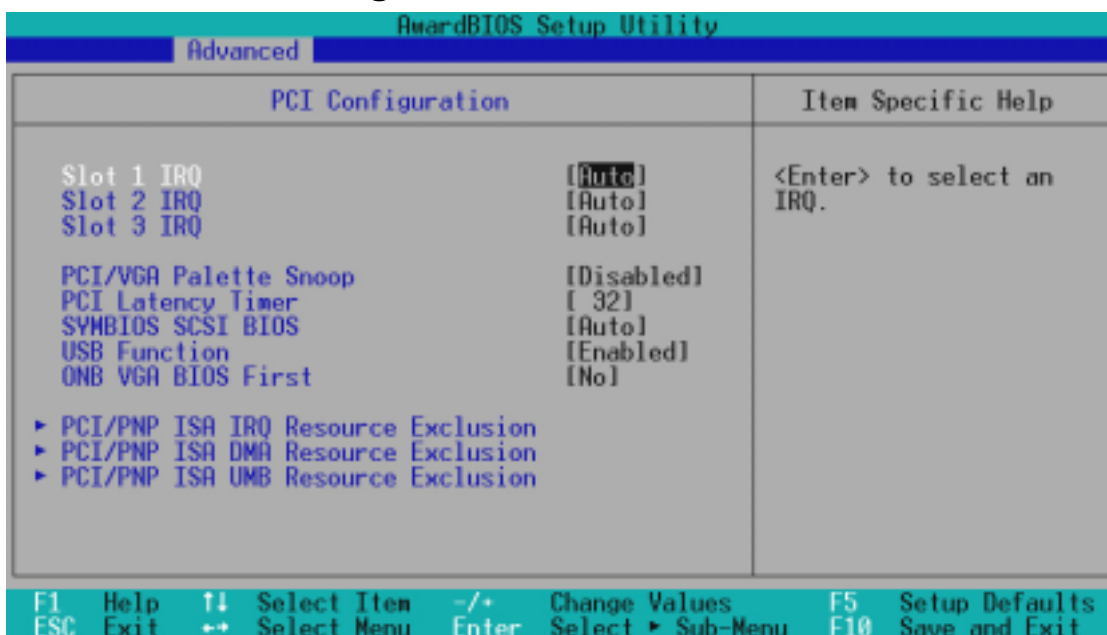 AwardBIOS Setup Utility
Advanced
PCI Configuration
Item Specific Help
Slot 1 IRQ [Auto]
Slot 2 IRQ [Auto]
Slot 3 IRQ [Auto]
PCI/VGA Palette Snoop [Disabled]
PCI Latency Timer [ 32]
SYMBIOS SCSI BIOS [Auto]
USB Function [Enabled]
ONB VGA BIOS First [No]
► PCI/PNP ISA IRQ Resource Exclusion
► PCI/PNP ISA DMA Resource Exclusion
► PCI/PNP ISA UMB Resource Exclusion
<Enter> to select an
IRQ.
F1 Help ↑↓ Select Item -/+ Change Values F5 Setup Defaults
ESC Exit ←→ Select Menu Enter Select ► Sub-Menu F10 Save and Exit